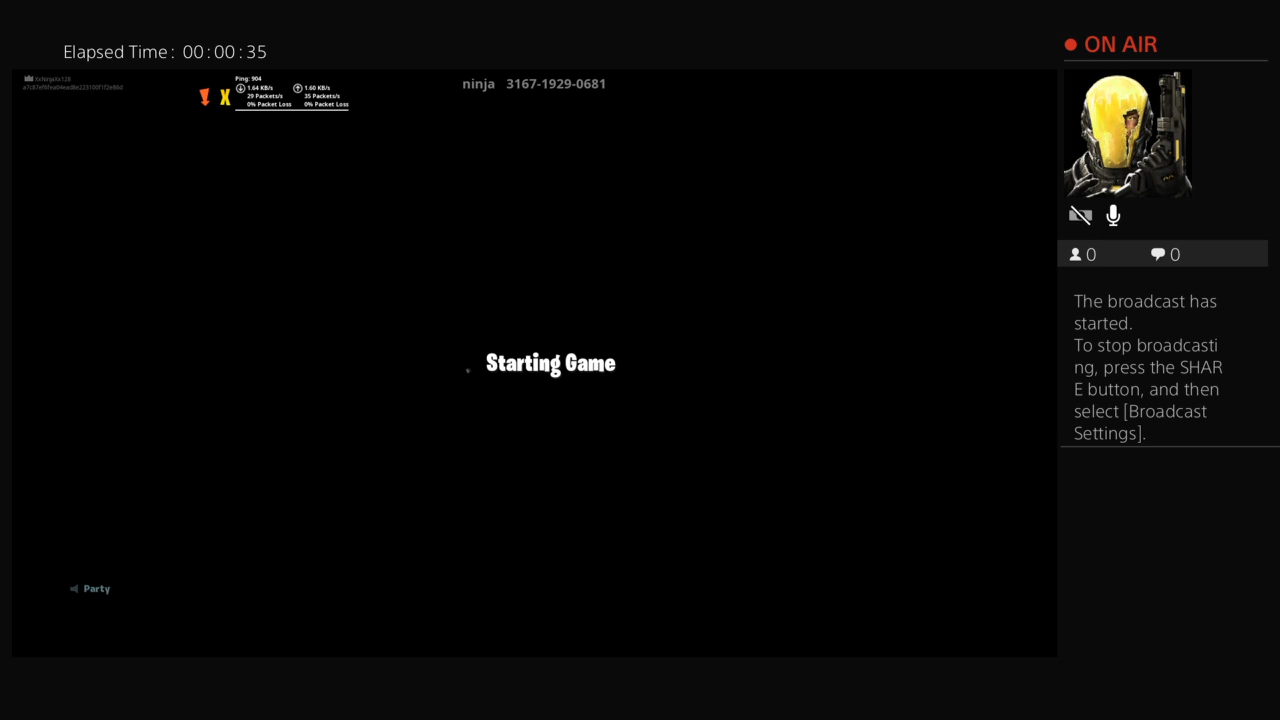 Elapsed Time: 00:00:35
ON AIR
XxNinjaXx128
Ping: 904
1.64 KB/s 1.60 KB/s
29 Packets/s 35 Packets/s
0% Packet Loss 0% Packet Loss
ninja 3167-1929-0681
0 0
The broadcast has
started.
To stop broadcasti
ng, press the SHAR
E button, and then
select [Broadcast
Settings].
Starting Game
Party